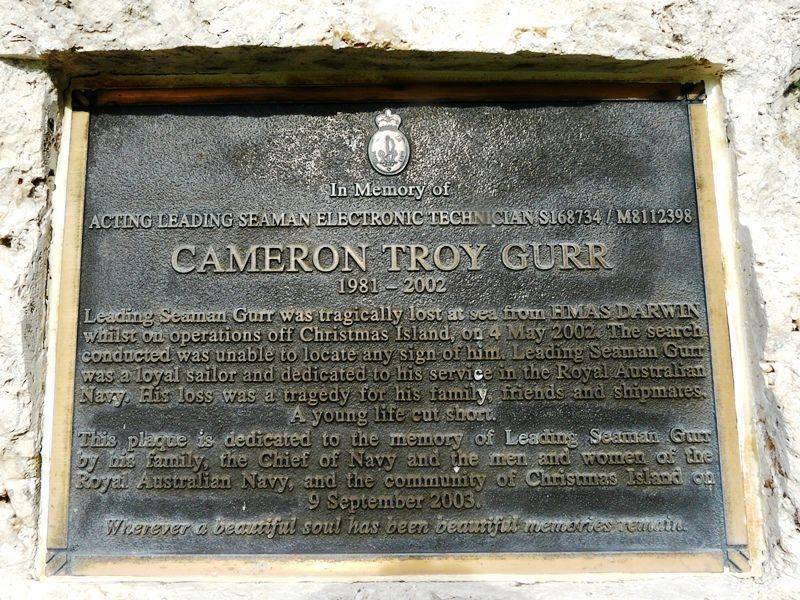 In Memory of
ACTING LEADING SEAMAN ELECTRONIC TECHNICIAN S168734 / M8112398
CAMERON TROY GURR
1981 – 2002
Leading Seaman Gurr was tragically lost at sea from HMAS DARWIN
whilst on operations off Christmas Island, on 4 May 2002. The search
conducted was unable to locate any sign of him. Leading Seaman Gurr
was a loyal sailor and dedicated to his service in the Royal Australian
Navy. His loss was a tragedy for his family, friends and shipmates.
A young life cut short.
This plaque is dedicated to the memory of Leading Seaman Gurr
by his family, the Chief of Navy and the men and women of the
Royal Australian Navy, and the community of Christmas Island on
9 September 2003.
Wherever a beautiful soul has been beautiful memories remain.